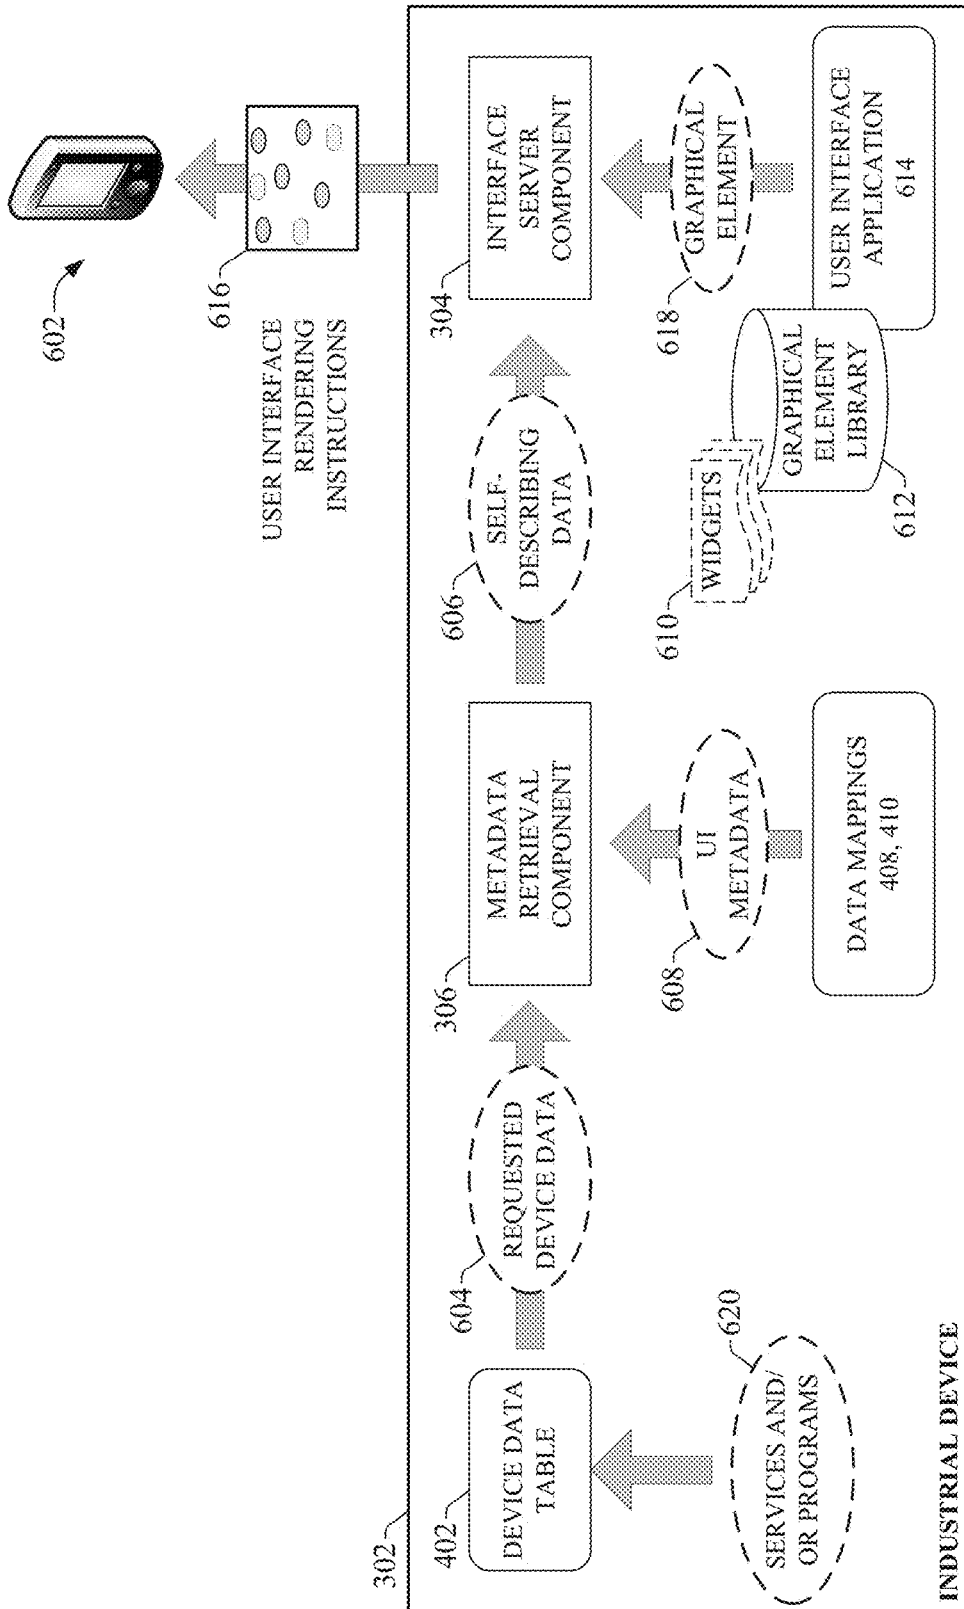 602
616
USER INTERFACE
RENDERING
INSTRUCTIONS
302
402
DEVICE DATA
TABLE
604
REQUESTED
DEVICE DATA
306
METADATA
RETRIEVAL
COMPONENT
606
SELF-
DESCRIBING
DATA
304
INTERFACE
SERVER
COMPONENT
620
SERVICES AND/
OR PROGRAMS
608
UI
METADATA
DATA MAPPINGS
408, 410
610
WIDGETS
612
GRAPHICAL
ELEMENT
LIBRARY
618
GRAPHICAL
ELEMENT
USER INTERFACE
APPLICATION
614
INDUSTRIAL DEVICE